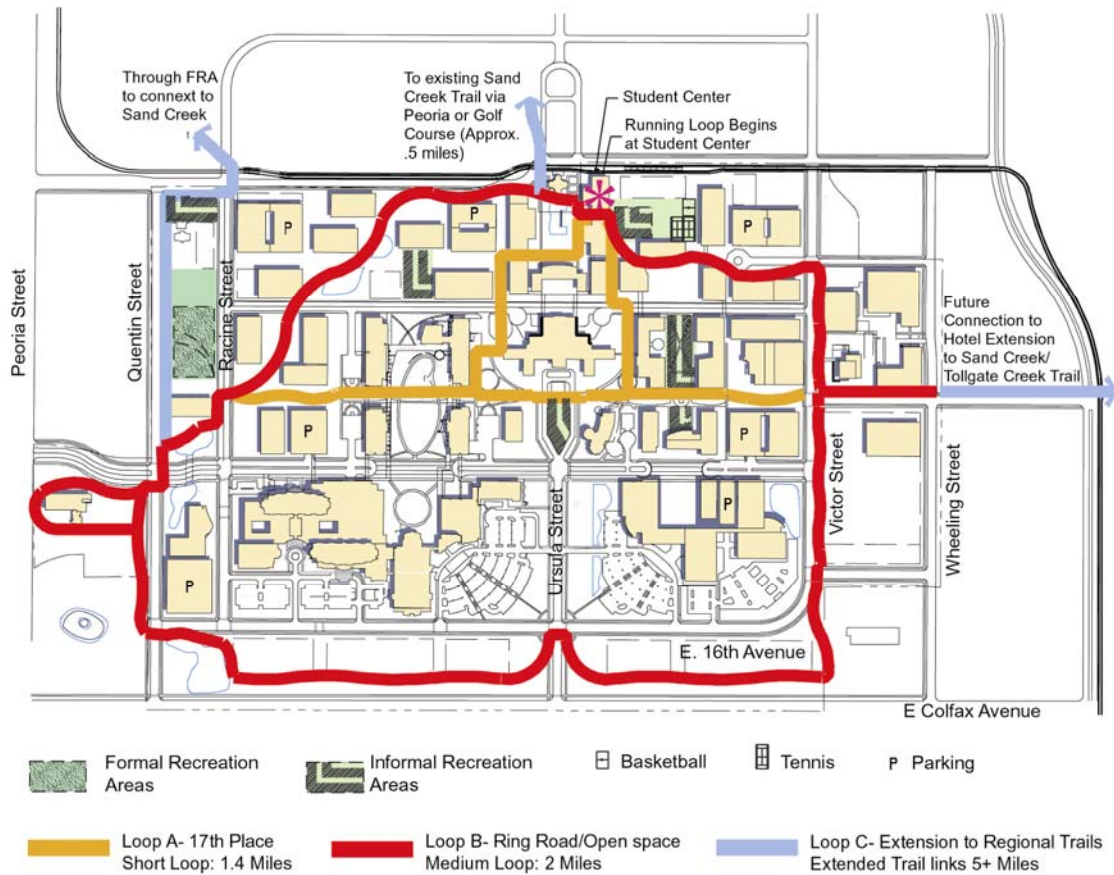 Through FRA
to connext to
Sand Creek
To existing Sand
Creek Trail via
Peoria or Golf
Course (Approx.
.5 miles)
Student Center
Running Loop Begins
at Student Center
P
P
P
Peoria Street
Quentin Street
Racine Street
Future
Connection to
Hotel Extension
to Sand Creek/
Tollgate Creek Trail
P
P
P
P
Ursula Street
Victor Street
Wheeling Street
E. 16th Avenue
E Colfax Avenue
Formal Recreation
Areas
Informal Recreation
Areas
Basketball
Tennis
P Parking
Loop A- 17th Place
Short Loop: 1.4 Miles
Loop B- Ring Road/Open space
Medium Loop: 2 Miles
Loop C- Extension to Regional Trails
Extended Trail links 5+ Miles